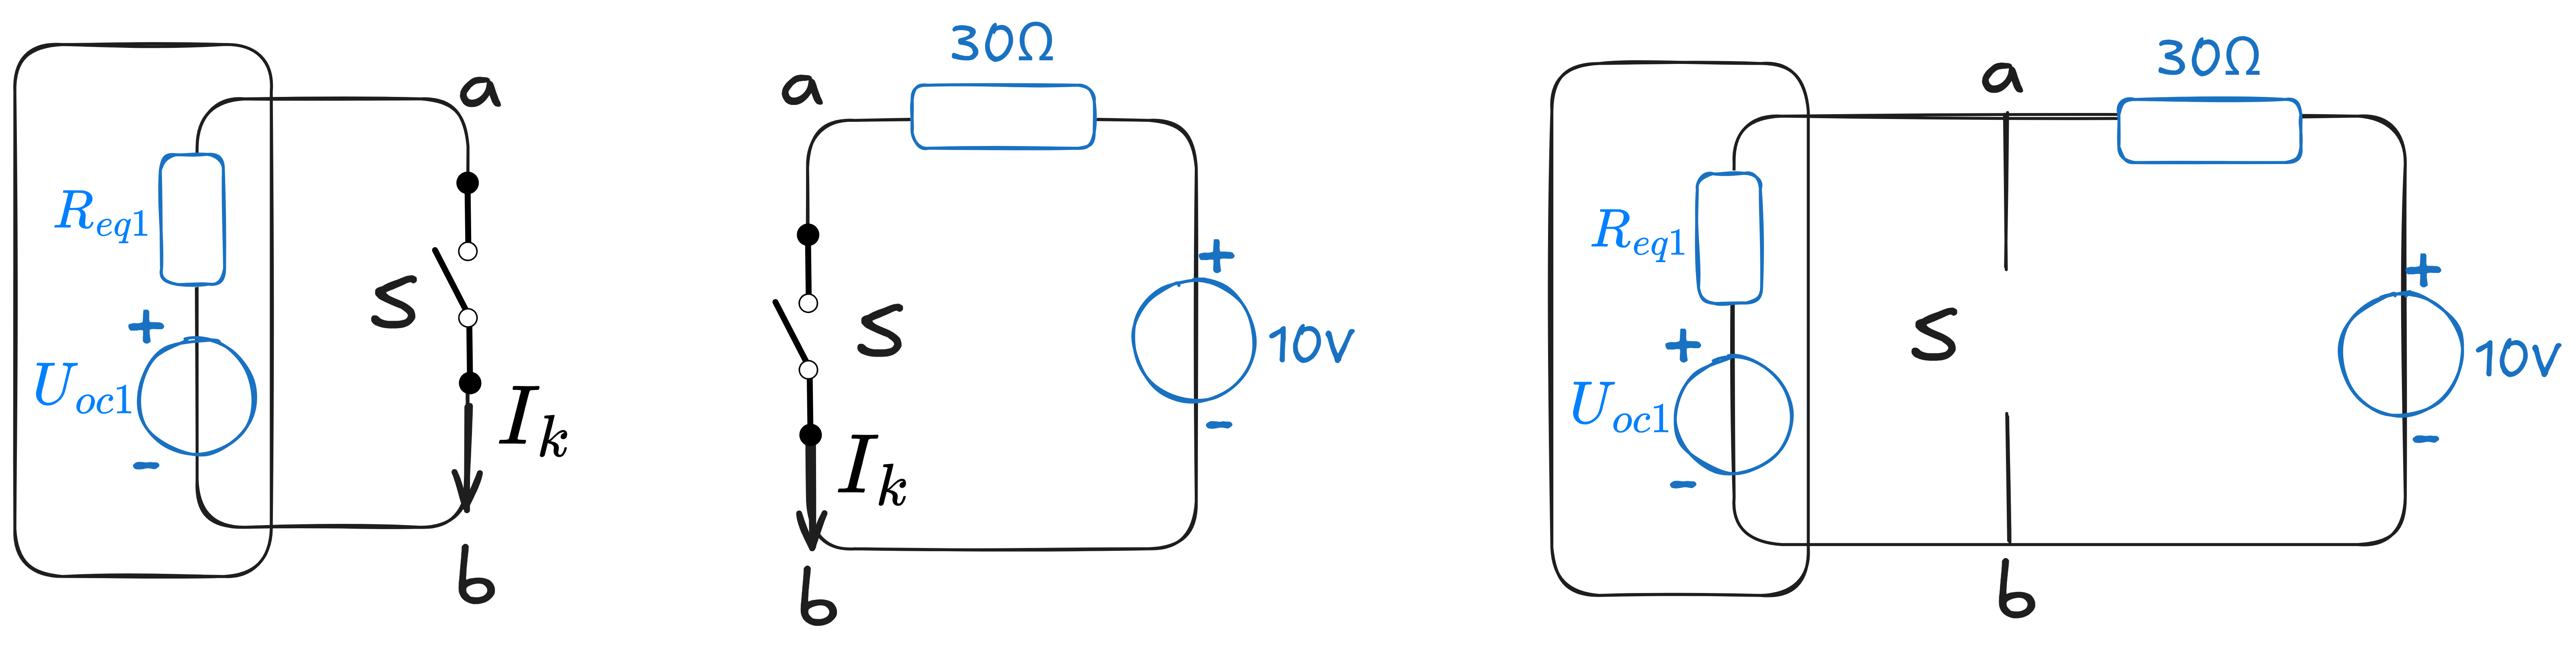 a
R_{eq1}
S
+
U_{oc1}
-
I_k
b
30Ω
a
+
S
10V
-
I_k
b
30Ω
a
R_{eq1}
+
S
+
10V
U_{oc1}
-
-
b